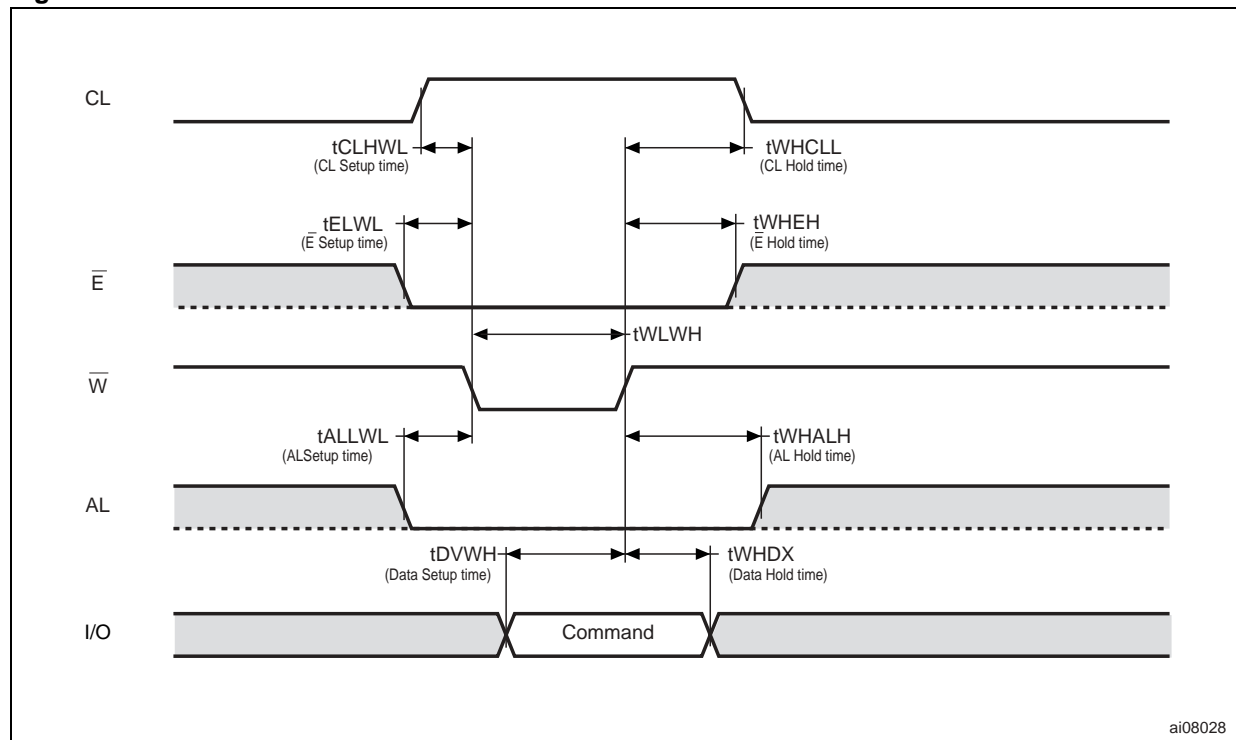 CL
tCLHWL
(CL Setup time)
tWHCLL
(CL Hold time)
tELWL
(E̅ Setup time)
tWHEH
(E̅ Hold time)
E̅
tWLWH
W̅
tALLWL
(ALSetup time)
tWHALH
(AL Hold time)
AL
tDVWH
(Data Setup time)
tWHDX
(Data Hold time)
I/O
Command
ai08028